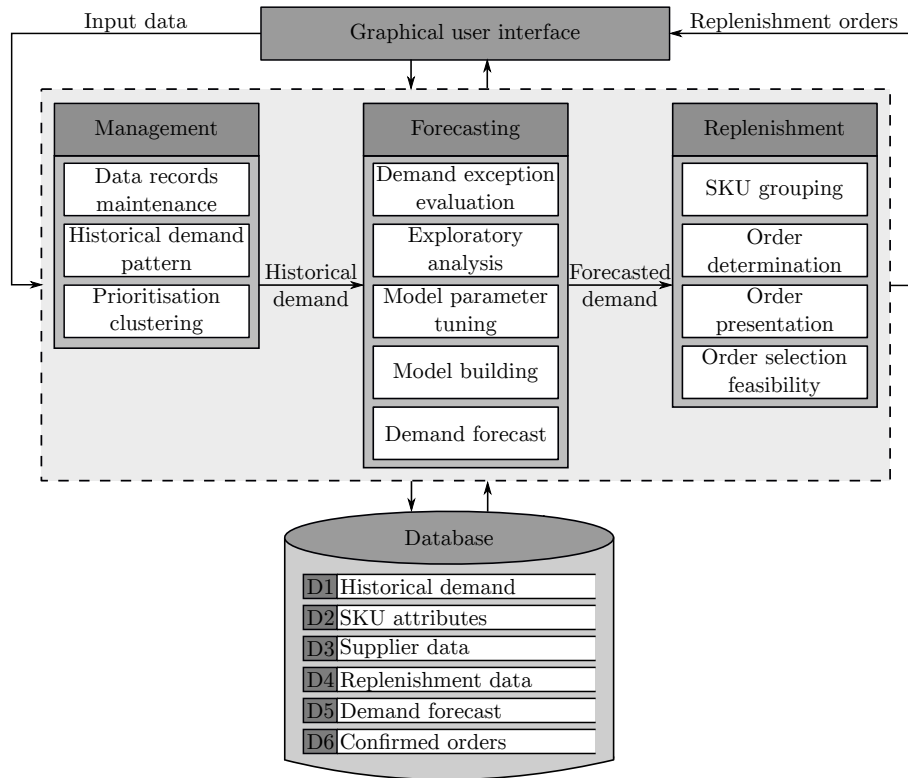 Input data
Graphical user interface
Replenishment orders
Management
Data records
maintenance
Historical demand
pattern
Prioritisation
clustering
Historical
demand
Forecasting
Demand exception
evaluation
Exploratory
analysis
Model parameter
tuning
Model building
Demand forecast
Forecasted
demand
Replenishment
SKU grouping
Order
determination
Order
presentation
Order selection
feasibility
Database
D1 Historical demand
D2 SKU attributes
D3 Supplier data
D4 Replenishment data
D5 Demand forecast
D6 Confirmed orders